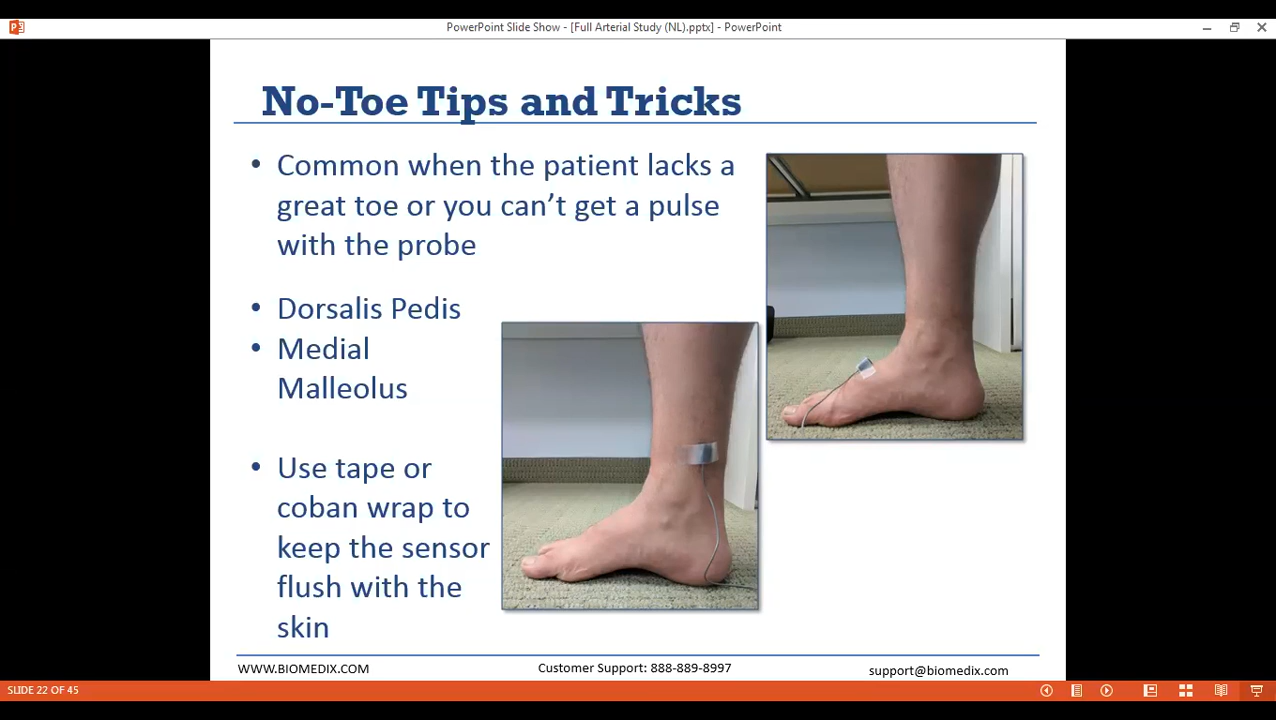 PowerPoint Slide Show - [Full Arterial Study (NL).pptx] - PowerPoint
No-Toe Tips and Tricks
• Common when the patient lacks a
great toe or you can’t get a pulse
with the probe
• Dorsalis Pedis
• Medial
Malleolus
• Use tape or
coban wrap to
keep the sensor
flush with the
skin
WWW.BIOMEDIX.COM
Customer Support: 888-889-8997
support@biomedix.com
SLIDE 22 OF 45